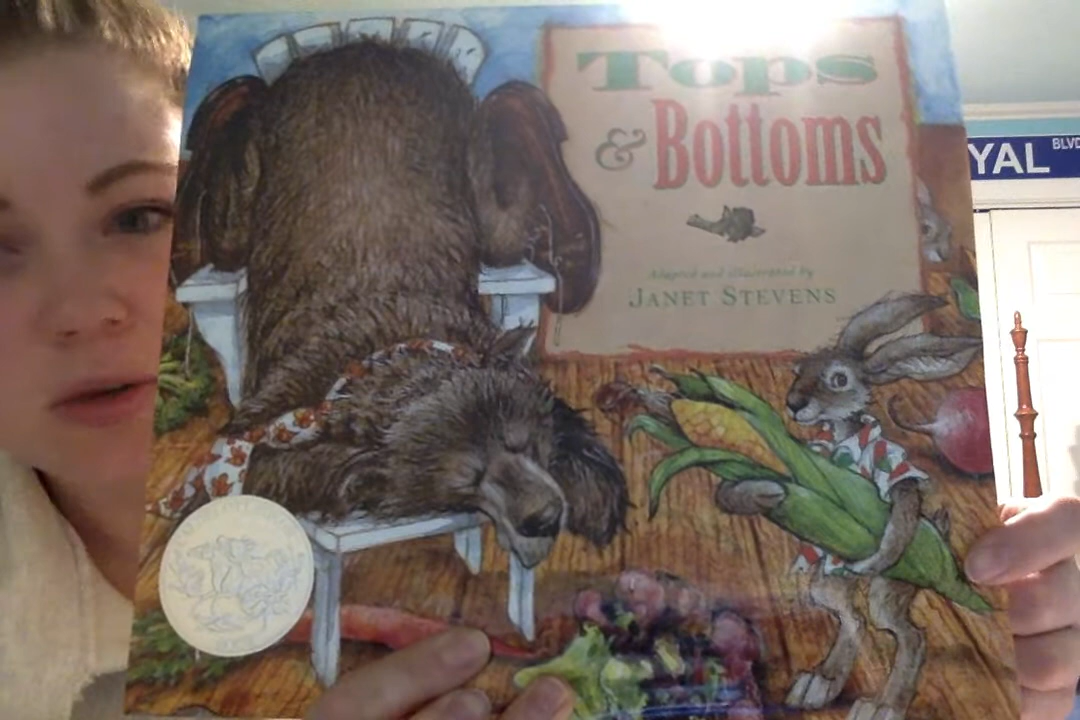 Tops
& Bottoms
Adapted and illustrated by
JANET STEVENS
YAL BLVD